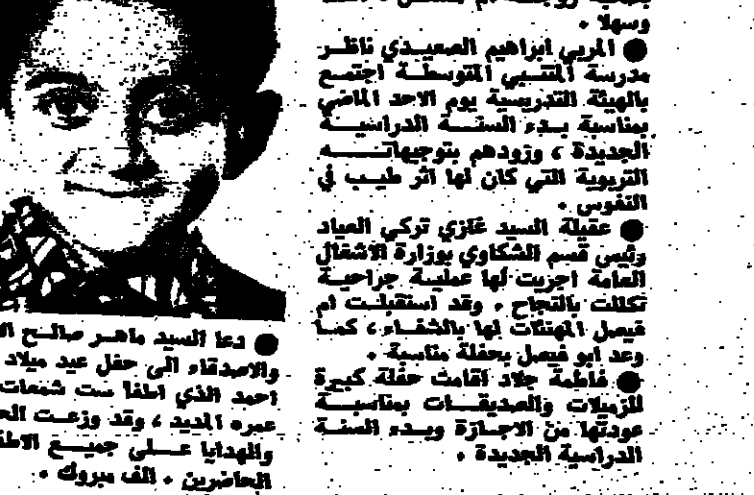 وسهلا .
● المربي ابراهيم الصعيدي ناظر
مدرسة المتنبي المتوسطة اجتمع
بالهيئة التدريسية يوم الاحد الماضي
بمناسبة بدء السنة الدراسية
الجديدة ، وزودهم بتوجيهاته
التربوية التي كان لها اثر طيب في
النفوس .
● عقيلة السيد غازي تركي العياد
رئيس قسم الشكاوي بوزارة الاشغال
العامة اجريت لها عملية جراحية
تكللت بالنجاح . وقد استقبلت ام
فيصل المهنئات لها بالشفاء ، كما
وعد ابو فيصل بحفلة مناسبة .
● فاطمة جلاد اقامت حفلة كبيرة
للزميلات والصديقات بمناسبة
عودتها من الاجازة وبدء السنة
الدراسية الجديدة .
● دعا السيد ماهر صالح
والاصدقاء الى حفل عيد ميلاد
احمد الذي اطفا ست شمعات
عمره المديد ، وقد وزعت
والهدايا على جميع
الحاضرين . الف مبروك .